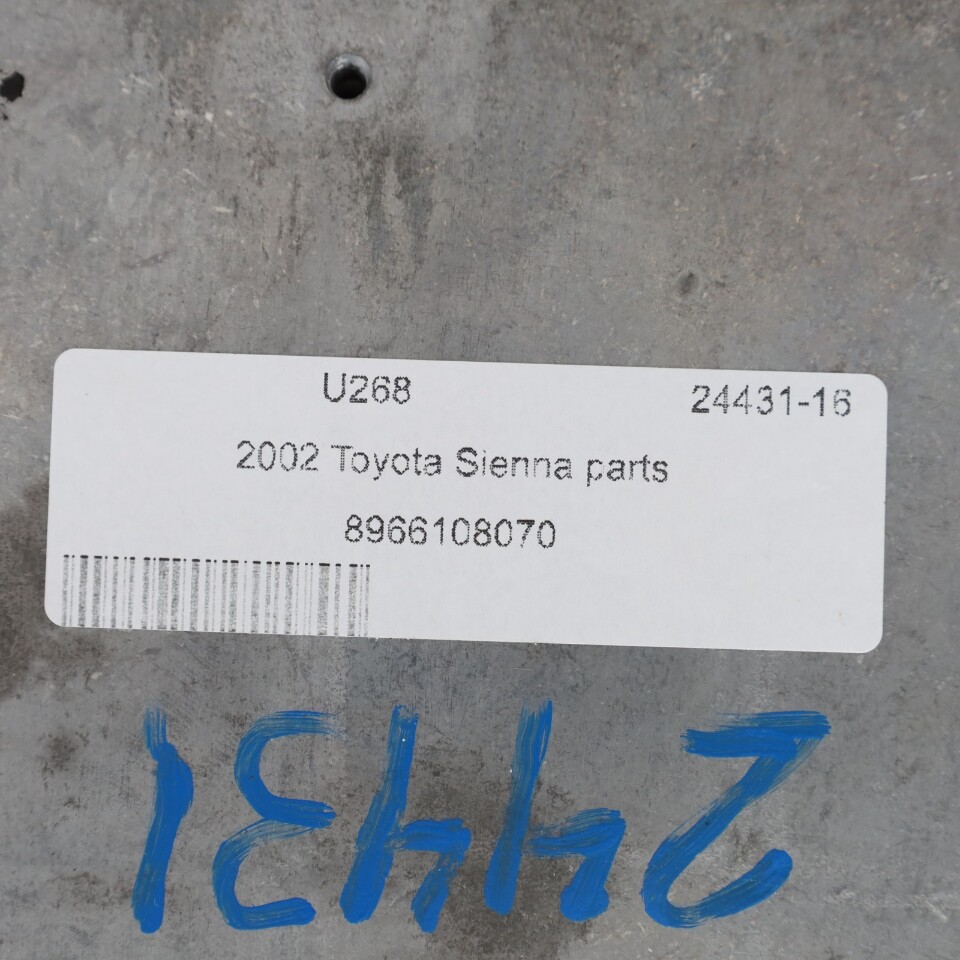 U268 24431-16
2002 Toyota Sienna parts
8966108070
24431